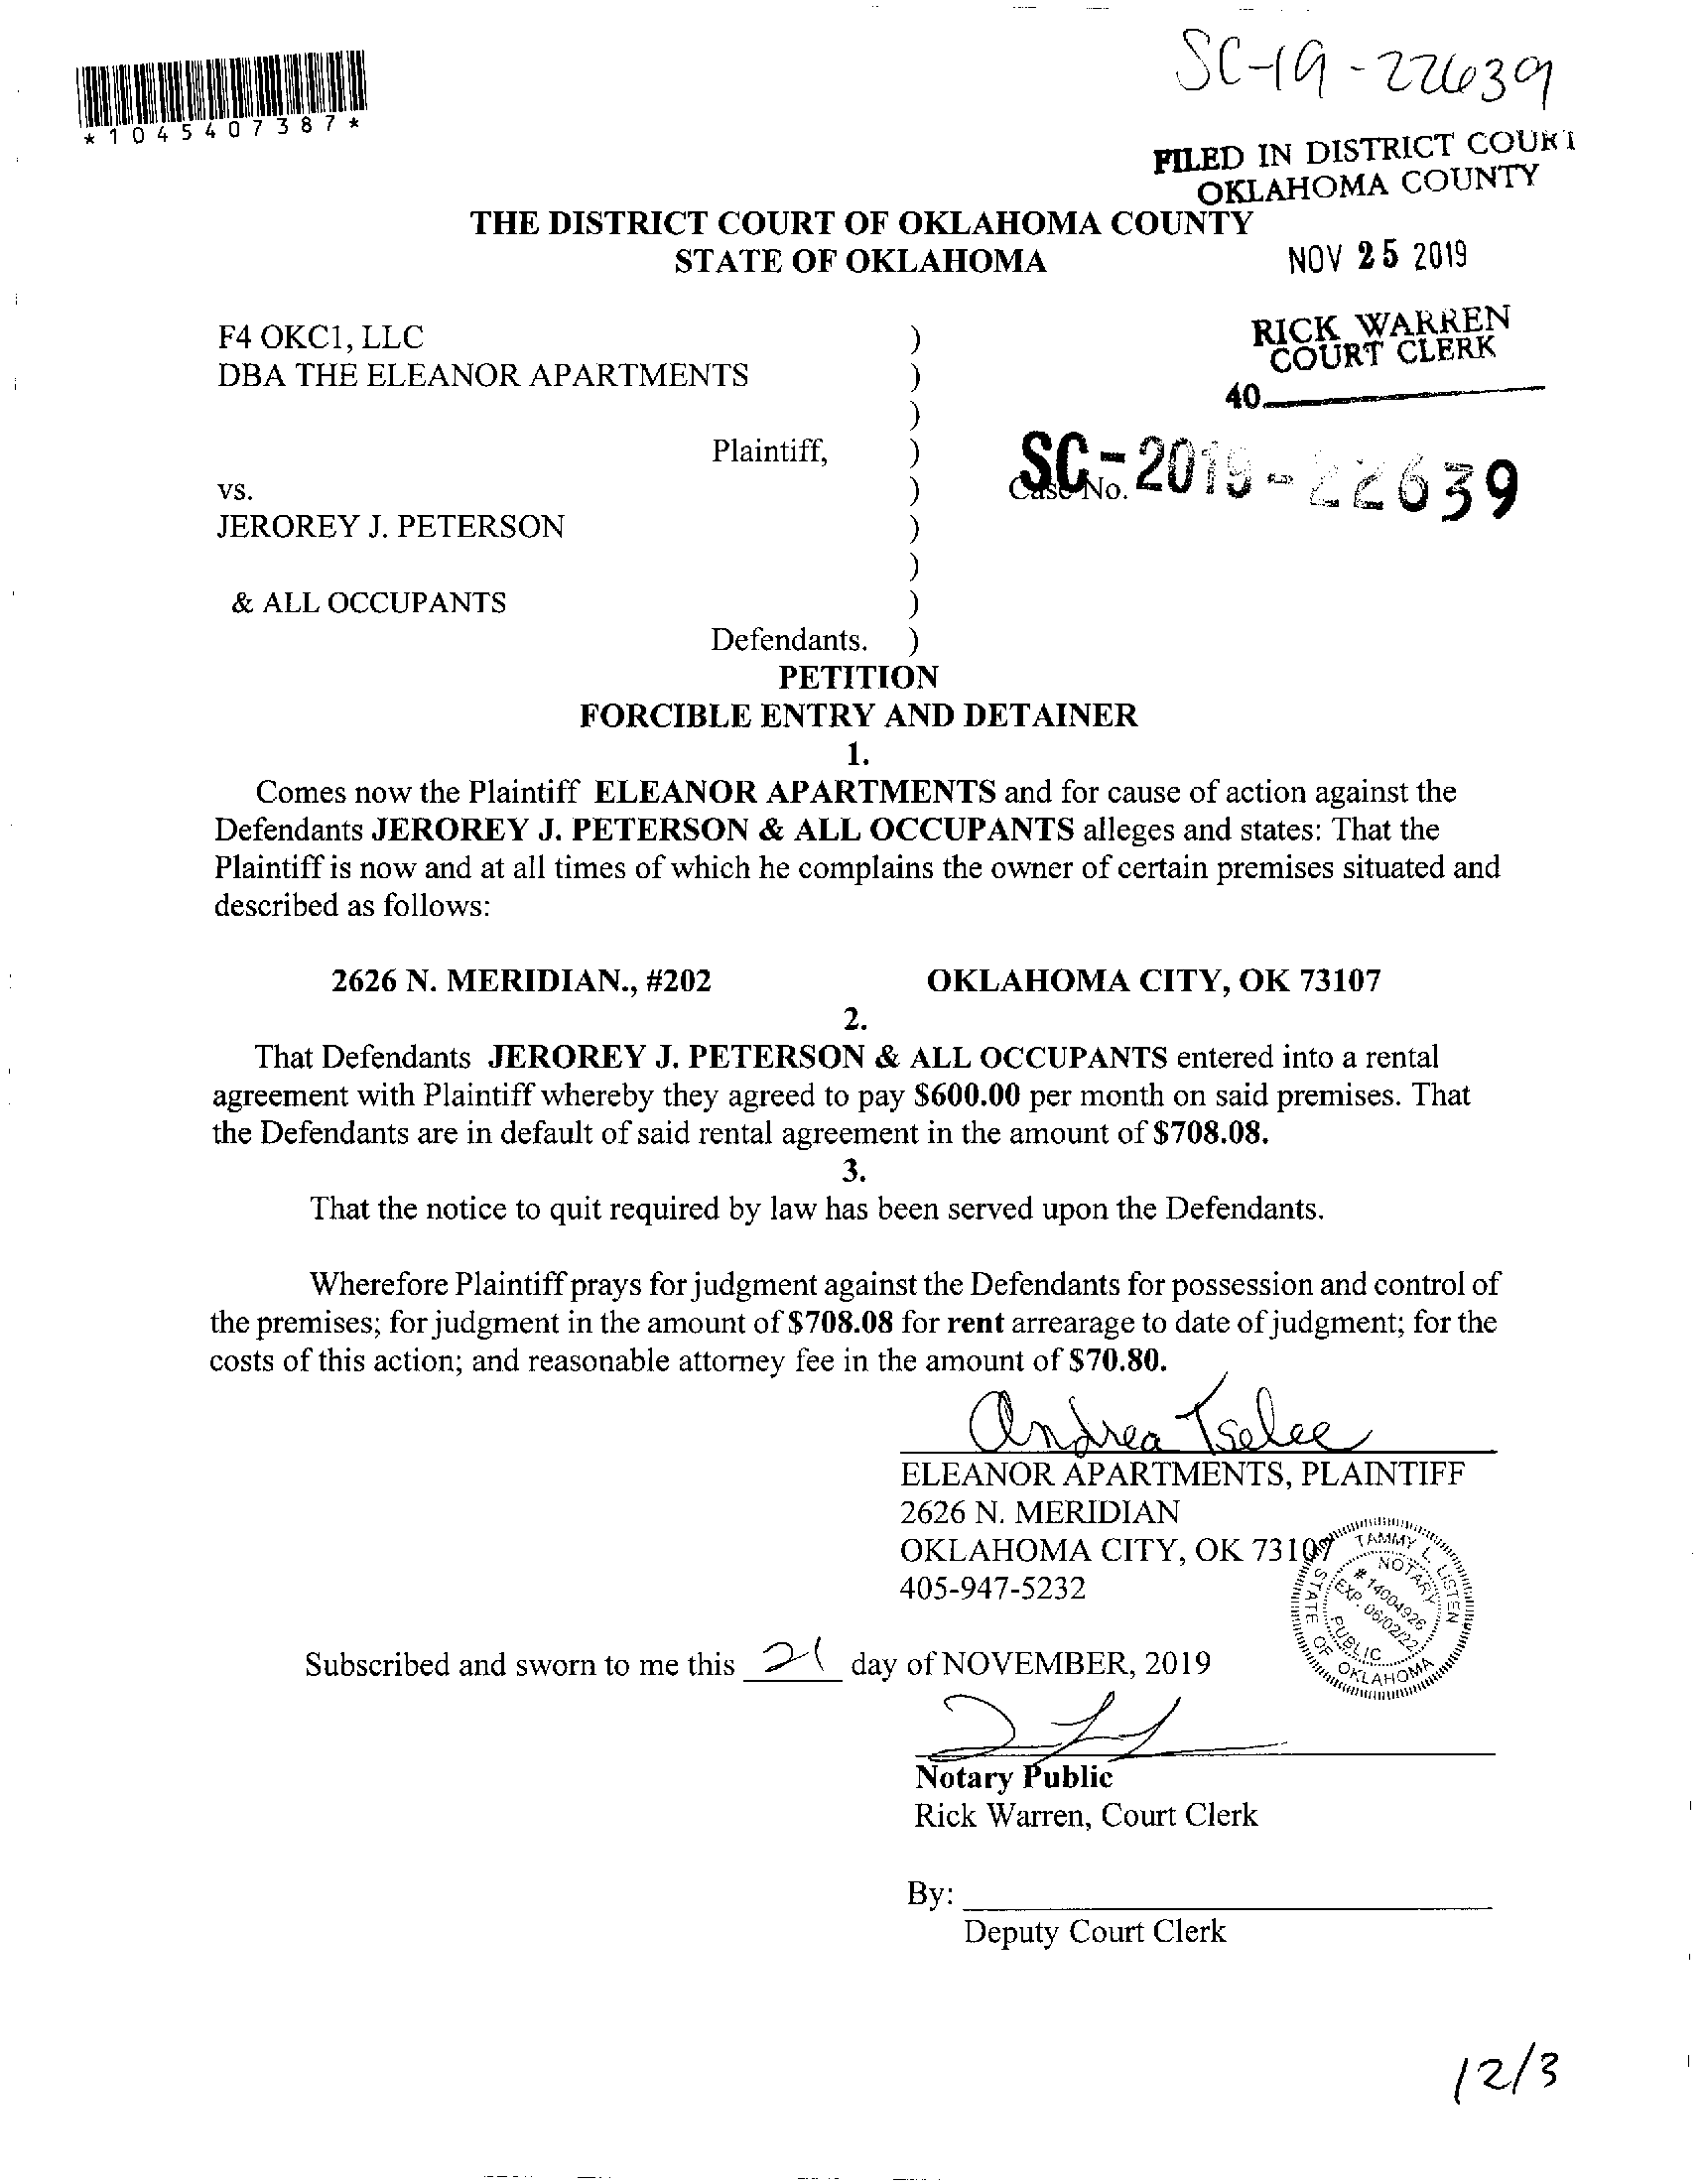 SC-19-22639
*1045407387*
FILED IN DISTRICT COURT
OKLAHOMA COUNTY
THE DISTRICT COURT OF OKLAHOMA COUNTY
STATE OF OKLAHOMA
NOV 25 2019
F4 OKC1, LLC )
RICK WARREN
COURT CLERK
DBA THE ELEANOR APARTMENTS )
40
)
Plaintiff, )
SC-2019-22639
vs. ) Case No.
JEROREY J. PETERSON )
)
& ALL OCCUPANTS )
Defendants. )
PETITION
FORCIBLE ENTRY AND DETAINER
1.
Comes now the Plaintiff ELEANOR APARTMENTS and for cause of action against the
Defendants JEROREY J. PETERSON & ALL OCCUPANTS alleges and states: That the
Plaintiff is now and at all times of which he complains the owner of certain premises situated and
described as follows:
2626 N. MERIDIAN., #202 OKLAHOMA CITY, OK 73107
2.
That Defendants JEROREY J. PETERSON & ALL OCCUPANTS entered into a rental
agreement with Plaintiff whereby they agreed to pay $600.00 per month on said premises. That
the Defendants are in default of said rental agreement in the amount of $708.08.
3.
That the notice to quit required by law has been served upon the Defendants.
Wherefore Plaintiff prays for judgment against the Defendants for possession and control of
the premises; for judgment in the amount of $708.08 for rent arrearage to date of judgment; for the
costs of this action; and reasonable attorney fee in the amount of $70.80.
Andrea Tselee
ELEANOR APARTMENTS, PLAINTIFF
2626 N. MERIDIAN
OKLAHOMA CITY, OK 73107
405-947-5232
TAMMY L. LISTEN
NOTARY
# 14004926
EXP. 06/02/22
PUBLIC
STATE OF OKLAHOMA
Subscribed and sworn to me this 21 day of NOVEMBER, 2019
Notary Public
Rick Warren, Court Clerk
By:
Deputy Court Clerk
12/3